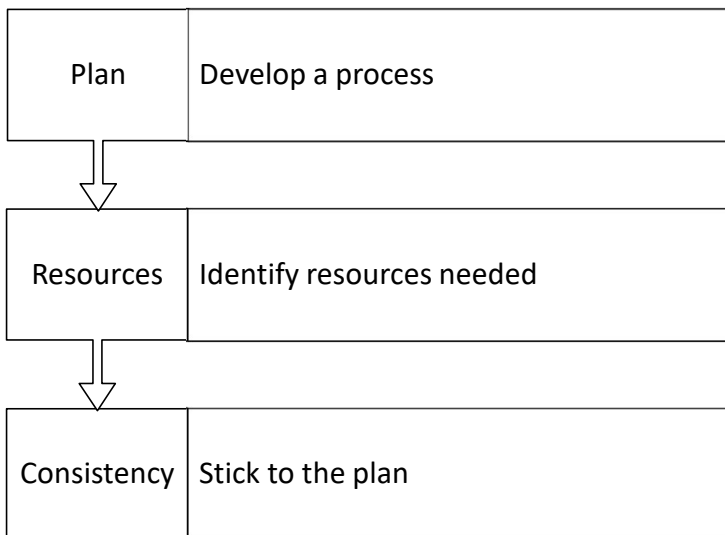 Plan
Develop a process
Resources
Identify resources needed
Consistency
Stick to the plan